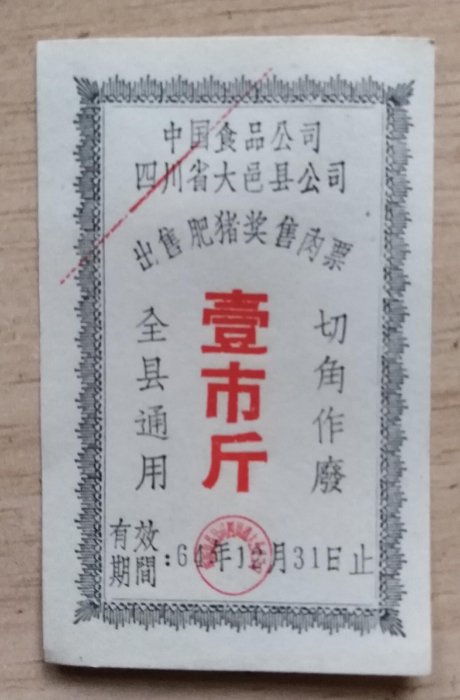 中国食品公司
四川省大邑县公司
出售肥猪奖售肉票
切角作廢
壹市斤
全县通用
有效期間:64年12月31日止